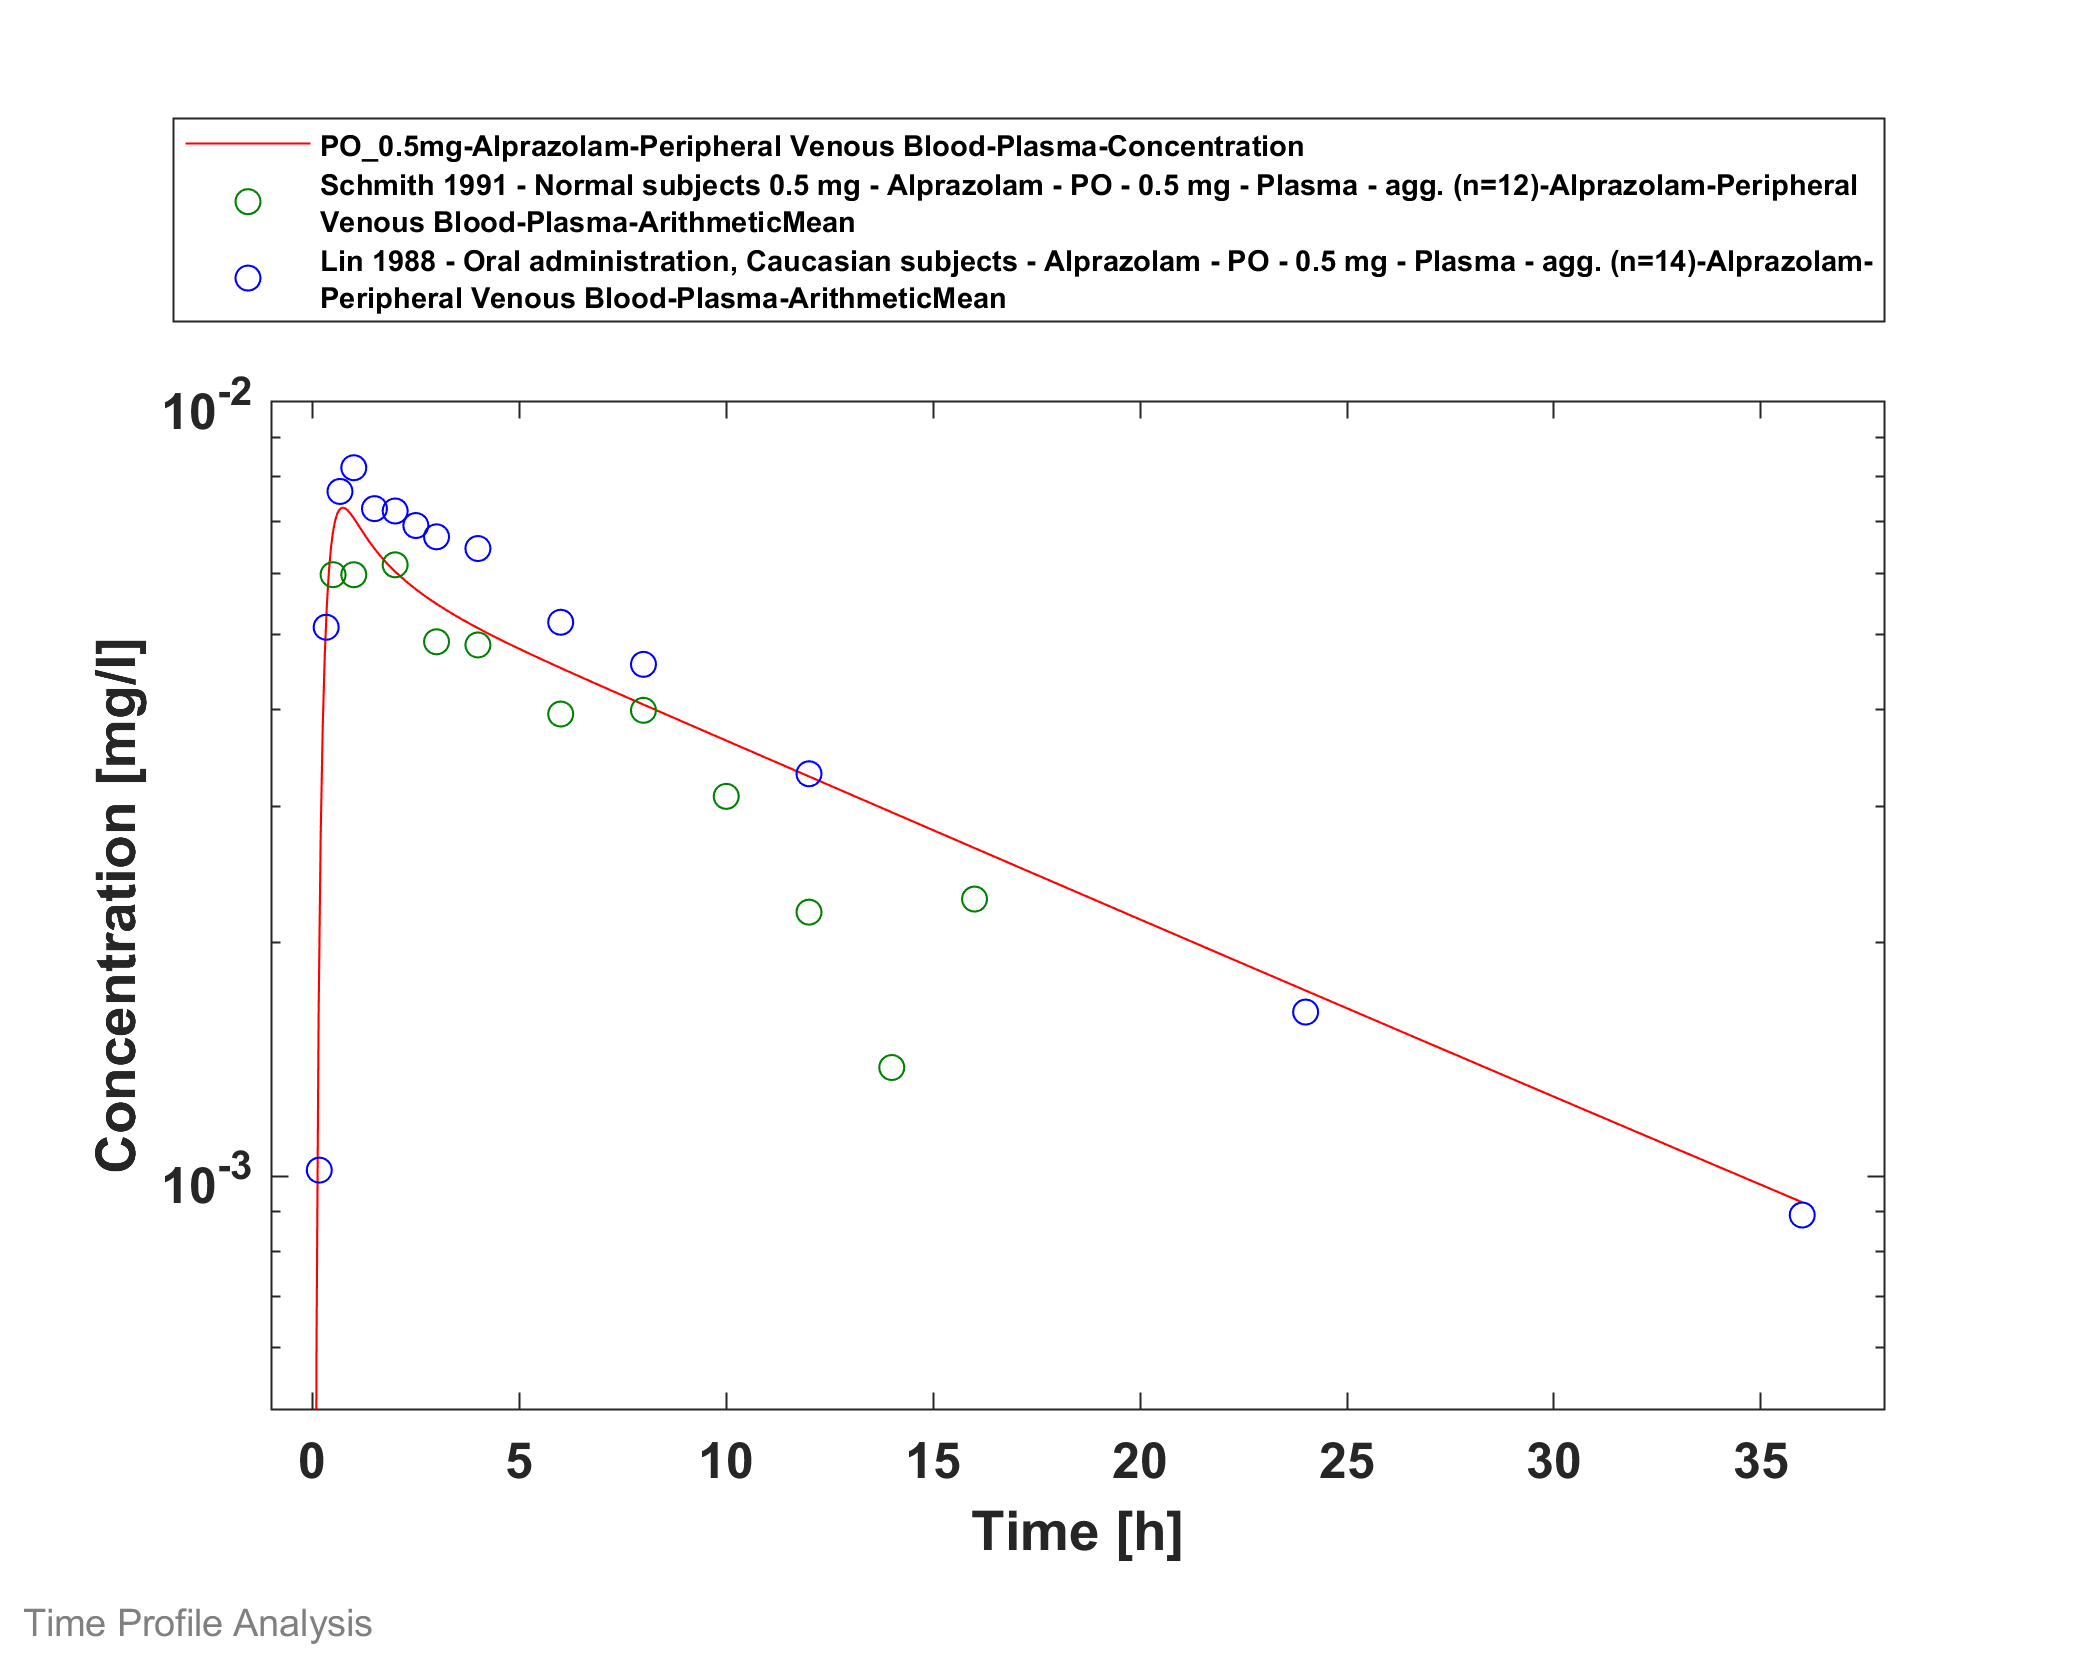 PO_0.5mg-Alprazolam-Peripheral Venous Blood-Plasma-Concentration
Schmith 1991 - Normal subjects 0.5 mg - Alprazolam - PO - 0.5 mg - Plasma - agg. (n=12)-Alprazolam-Peripheral
Venous Blood-Plasma-ArithmeticMean
Lin 1988 - Oral administration, Caucasian subjects - Alprazolam - PO - 0.5 mg - Plasma - agg. (n=14)-Alprazolam-
Peripheral Venous Blood-Plasma-ArithmeticMean
10^-2
10^-3
Concentration [mg/l]
0 5 10 15 20 25 30 35
Time [h]
Time Profile Analysis